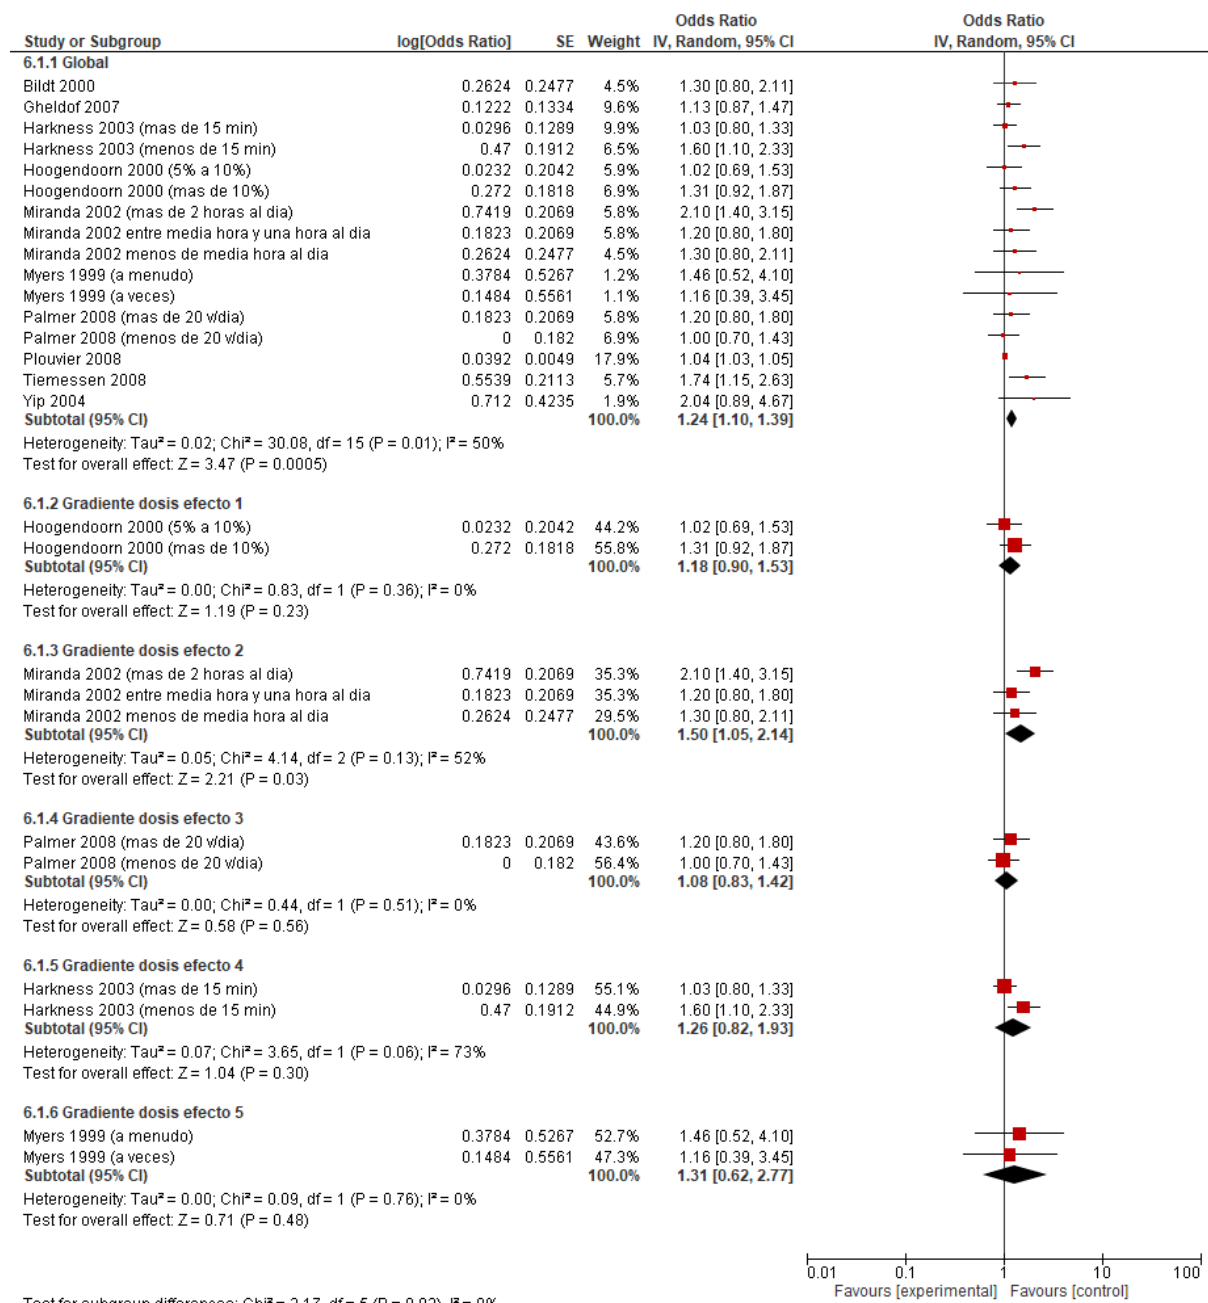 Odds Ratio Odds Ratio
Study or Subgroup log[Odds Ratio] SE Weight IV, Random, 95% CI IV, Random, 95% CI
6.1.1 Global
Bildt 2000 0.2624 0.2477 4.5% 1.30 [0.80, 2.11]
Gheldof 2007 0.1222 0.1334 9.6% 1.13 [0.87, 1.47]
Harkness 2003 (mas de 15 min) 0.0296 0.1289 9.9% 1.03 [0.80, 1.33]
Harkness 2003 (menos de 15 min) 0.47 0.1912 6.5% 1.60 [1.10, 2.33]
Hoogendoorn 2000 (5% a 10%) 0.0232 0.2042 5.9% 1.02 [0.69, 1.53]
Hoogendoorn 2000 (mas de 10%) 0.272 0.1818 6.9% 1.31 [0.92, 1.87]
Miranda 2002 (mas de 2 horas al dia) 0.7419 0.2069 5.8% 2.10 [1.40, 3.15]
Miranda 2002 entre media hora y una hora al dia 0.1823 0.2069 5.8% 1.20 [0.80, 1.80]
Miranda 2002 menos de media hora al dia 0.2624 0.2477 4.5% 1.30 [0.80, 2.11]
Myers 1999 (a menudo) 0.3784 0.5267 1.2% 1.46 [0.52, 4.10]
Myers 1999 (a veces) 0.1484 0.5561 1.1% 1.16 [0.39, 3.45]
Palmer 2008 (mas de 20 v/dia) 0.1823 0.2069 5.8% 1.20 [0.80, 1.80]
Palmer 2008 (menos de 20 v/dia) 0 0.182 6.9% 1.00 [0.70, 1.43]
Plouvier 2008 0.0392 0.0049 17.9% 1.04 [1.03, 1.05]
Tiemessen 2008 0.5539 0.2113 5.7% 1.74 [1.15, 2.63]
Yip 2004 0.712 0.4235 1.9% 2.04 [0.89, 4.67]
Subtotal (95% CI) 100.0% 1.24 [1.10, 1.39]
Heterogeneity: Tau² = 0.02; Chi² = 30.08, df = 15 (P = 0.01); I² = 50%
Test for overall effect: Z = 3.47 (P = 0.0005)
6.1.2 Gradiente dosis efecto 1
Hoogendoorn 2000 (5% a 10%) 0.0232 0.2042 44.2% 1.02 [0.69, 1.53]
Hoogendoorn 2000 (mas de 10%) 0.272 0.1818 55.8% 1.31 [0.92, 1.87]
Subtotal (95% CI) 100.0% 1.18 [0.90, 1.53]
Heterogeneity: Tau² = 0.00; Chi² = 0.83, df = 1 (P = 0.36); I² = 0%
Test for overall effect: Z = 1.19 (P = 0.23)
6.1.3 Gradiente dosis efecto 2
Miranda 2002 (mas de 2 horas al dia) 0.7419 0.2069 35.3% 2.10 [1.40, 3.15]
Miranda 2002 entre media hora y una hora al dia 0.1823 0.2069 35.3% 1.20 [0.80, 1.80]
Miranda 2002 menos de media hora al dia 0.2624 0.2477 29.5% 1.30 [0.80, 2.11]
Subtotal (95% CI) 100.0% 1.50 [1.05, 2.14]
Heterogeneity: Tau² = 0.05; Chi² = 4.14, df = 2 (P = 0.13); I² = 52%
Test for overall effect: Z = 2.21 (P = 0.03)
6.1.4 Gradiente dosis efecto 3
Palmer 2008 (mas de 20 v/dia) 0.1823 0.2069 43.6% 1.20 [0.80, 1.80]
Palmer 2008 (menos de 20 v/dia) 0 0.182 56.4% 1.00 [0.70, 1.43]
Subtotal (95% CI) 100.0% 1.08 [0.83, 1.42]
Heterogeneity: Tau² = 0.00; Chi² = 0.44, df = 1 (P = 0.51); I² = 0%
Test for overall effect: Z = 0.58 (P = 0.56)
6.1.5 Gradiente dosis efecto 4
Harkness 2003 (mas de 15 min) 0.0296 0.1289 55.1% 1.03 [0.80, 1.33]
Harkness 2003 (menos de 15 min) 0.47 0.1912 44.9% 1.60 [1.10, 2.33]
Subtotal (95% CI) 100.0% 1.26 [0.82, 1.93]
Heterogeneity: Tau² = 0.07; Chi² = 3.65, df = 1 (P = 0.06); I² = 73%
Test for overall effect: Z = 1.04 (P = 0.30)
6.1.6 Gradiente dosis efecto 5
Myers 1999 (a menudo) 0.3784 0.5267 52.7% 1.46 [0.52, 4.10]
Myers 1999 (a veces) 0.1484 0.5561 47.3% 1.16 [0.39, 3.45]
Subtotal (95% CI) 100.0% 1.31 [0.62, 2.77]
Heterogeneity: Tau² = 0.00; Chi² = 0.09, df = 1 (P = 0.76); I² = 0%
Test for overall effect: Z = 0.71 (P = 0.48)
0.01 0.1 1 10 100
Favours [experimental] Favours [control]
Test for subgroup differences: Chi² = 2.17, df = 5 (P = 0.82), I² = 0%